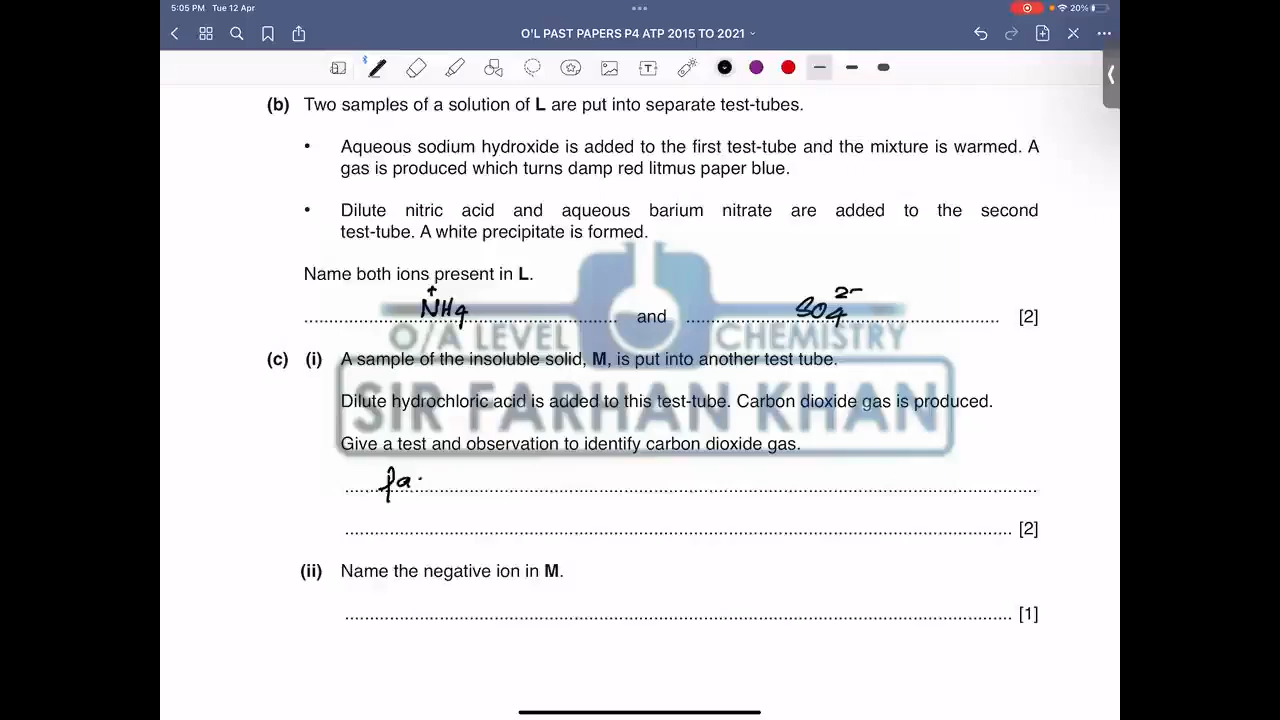 5:05 PM Tue 12 Apr
20%
O'L PAST PAPERS P4 ATP 2015 TO 2021
(b) Two samples of a solution of L are put into separate test-tubes.
• Aqueous sodium hydroxide is added to the first test-tube and the mixture is warmed. A
gas is produced which turns damp red litmus paper blue.
• Dilute nitric acid and aqueous barium nitrate are added to the second
test-tube. A white precipitate is formed.
Name both ions present in L.
NH4+ and SO4 2- [2]
O/A LEVEL CHEMISTRY
(c) (i) A sample of the insoluble solid, M, is put into another test tube.
Dilute hydrochloric acid is added to this test-tube. Carbon dioxide gas is produced.
SIR FARHAN KHAN
Give a test and observation to identify carbon dioxide gas.
pa
[2]
(ii) Name the negative ion in M.
[1]